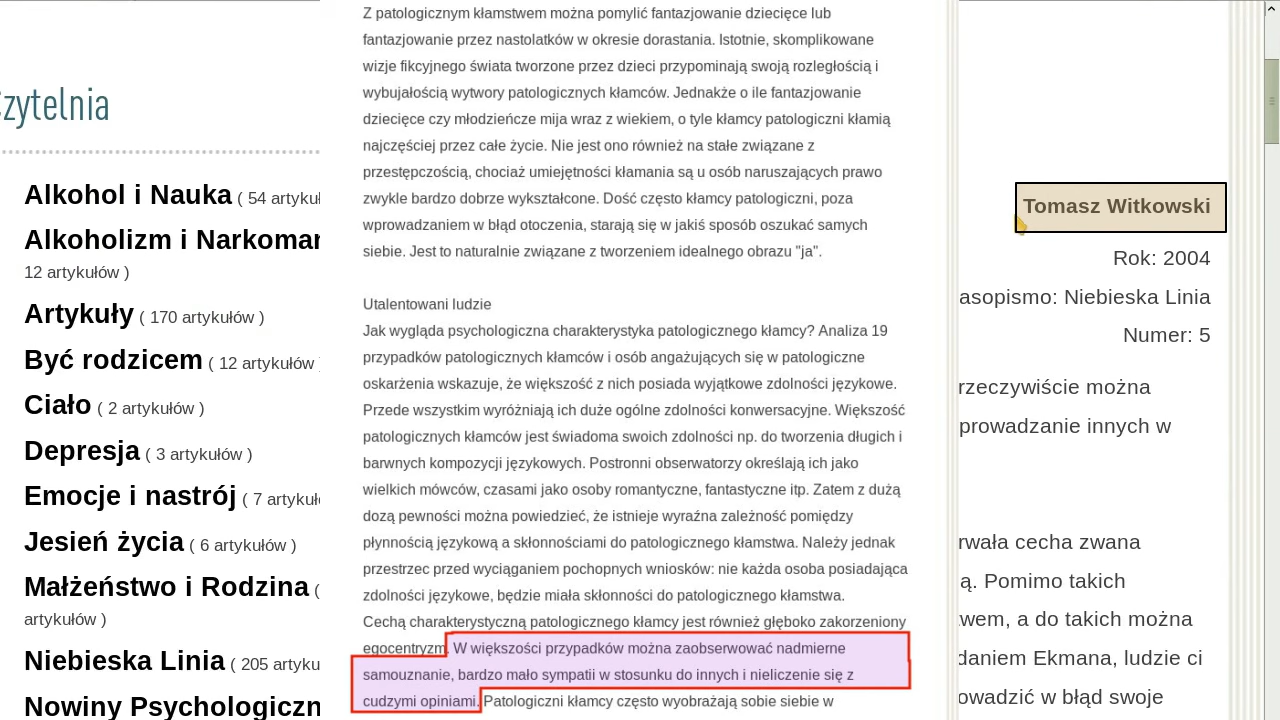 Czytelnia
Alkohol i Nauka ( 54
Alkoholizm i
12 artykułów )
Artykuły ( 170 artykułów )
Być rodzicem ( 12 artykułów
Ciało ( 2 artykułów )
Depresja ( 3 artykułów )
Emocje i nastrój ( 7
Jesień życia ( 6 artykułów )
Małżeństwo i Rodzina (
artykułów )
Niebieska Linia ( 205
Nowiny
Z patologicznym kłamstwem można pomylić fantazjowanie dziecięce lub
fantazjowanie przez nastolatków w okresie dorastania. Istotnie, skomplikowane
wizje fikcyjnego świata tworzone przez dzieci przypominają swoją rozległością i
wybujałością wytwory patologicznych kłamców. Jednakże o ile fantazjowanie
dziecięce czy młodzieńcze mija wraz z wiekiem, o tyle kłamcy patologiczni kłamią
najczęściej przez całe życie. Nie jest ono również na stałe związane z
przestępczością, chociaż umiejętności kłamania są u osób naruszających prawo
zwykle bardzo dobrze wykształcone. Dość często kłamcy patologiczni, poza
wprowadzaniem w błąd otoczenia, starają się w jakiś sposób oszukać samych
siebie. Jest to naturalnie związane z tworzeniem idealnego obrazu "ja".
Utalentowani ludzie
Jak wygląda psychologiczna charakterystyka patologicznego kłamcy? Analiza 19
przypadków patologicznych kłamców i osób angażujących się w patologiczne
oskarżenia wskazuje, że większość z nich posiada wyjątkowe zdolności językowe.
Przede wszystkim wyróżniają ich duże ogólne zdolności konwersacyjne. Większość
patologicznych kłamców jest świadoma swoich zdolności np. do tworzenia długich i
barwnych kompozycji językowych. Postronni obserwatorzy określają ich jako
wielkich mówców, czasami jako osoby romantyczne, fantastyczne itp. Zatem z dużą
dozą pewności można powiedzieć, że istnieje wyraźna zależność pomiędzy
płynnością językową a skłonnościami do patologicznego kłamstwa. Należy jednak
przestrzec przed wyciąganiem pochopnych wniosków: nie każda osoba posiadająca
zdolności językowe, będzie miała skłonności do patologicznego kłamstwa.
Cechą charakterystyczną patologicznego kłamcy jest również głęboko zakorzeniony
egocentryzm. W większości przypadków można zaobserwować nadmierne
samouznanie, bardzo mało sympatii w stosunku do innych i nieliczenie się z
cudzymi opiniami. Patologiczni kłamcy często wyobrażają sobie siebie w
Tomasz Witkowski
Rok: 2004
asopismo: Niebieska Linia
Numer: 5
rzeczywiście można
prowadzanie innych w
rwała cecha zwana
ą. Pomimo takich
wem, a do takich można
daniem Ekmana, ludzie ci
owadzić w błąd swoje